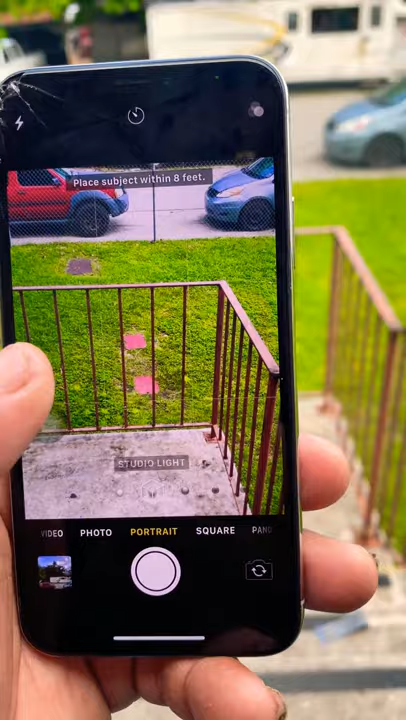 Place subject within 8 feet.
STUDIO LIGHT
VIDEO PHOTO PORTRAIT SQUARE PANO